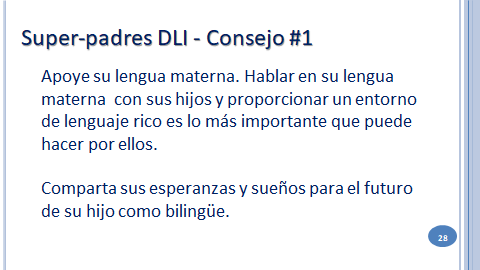 Super-padres DLI - Consejo #1
Apoye su lengua materna. Hablar en su lengua
materna con sus hijos y proporcionar un entorno
de lenguaje rico es lo más importante que puede
hacer por ellos.
Comparta sus esperanzas y sueños para el futuro
de su hijo como bilingüe.
28